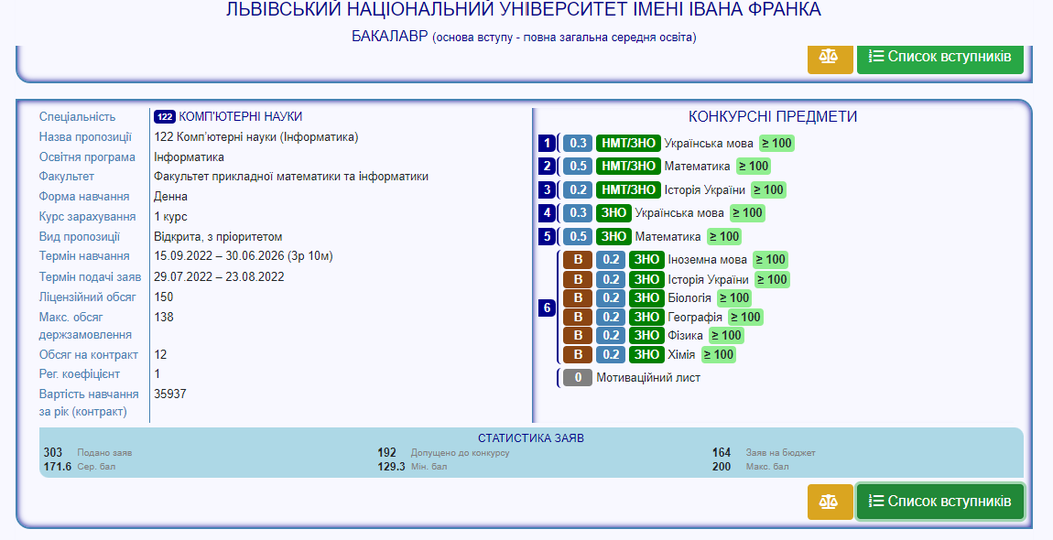 ЛЬВІВСЬКИЙ НАЦІОНАЛЬНИЙ УНІВЕРСИТЕТ ІМЕНІ ІВАНА ФРАНКА
БАКАЛАВР (основа вступу - повна загальна середня освіта)
Список вступників
Спеціальність 122 КОМП'ЮТЕРНІ НАУКИ
Назва пропозиції 122 Комп'ютерні науки (Інформатика)
Освітня програма Інформатика
Факультет Факультет прикладної математики та інформатики
Форма навчання Денна
Курс зарахування 1 курс
Вид пропозиції Відкрита, з пріоритетом
Термін навчання 15.09.2022 – 30.06.2026 (3р 10м)
Термін подачі заяв 29.07.2022 – 23.08.2022
Ліцензійний обсяг 150
Макс. обсяг 138
держзамовлення
Обсяг на контракт 12
Рег. коефіцієнт 1
Вартість навчання 35937
за рік (контракт)
КОНКУРСНІ ПРЕДМЕТИ
1 0.3 НМТ/ЗНО Українська мова ≥ 100
2 0.5 НМТ/ЗНО Математика ≥ 100
3 0.2 НМТ/ЗНО Історія України ≥ 100
4 0.3 ЗНО Українська мова ≥ 100
5 0.5 ЗНО Математика ≥ 100
6
В 0.2 ЗНО Іноземна мова ≥ 100
В 0.2 ЗНО Історія України ≥ 100
В 0.2 ЗНО Біологія ≥ 100
В 0.2 ЗНО Географія ≥ 100
В 0.2 ЗНО Фізика ≥ 100
В 0.2 ЗНО Хімія ≥ 100
0 Мотиваційний лист
СТАТИСТИКА ЗАЯВ
303 Подано заяв 192 Допущено до конкурсу 164 Заяв на бюджет
171.6 Сер. бал 129.3 Мін. бал 200 Макс. бал
Список вступників